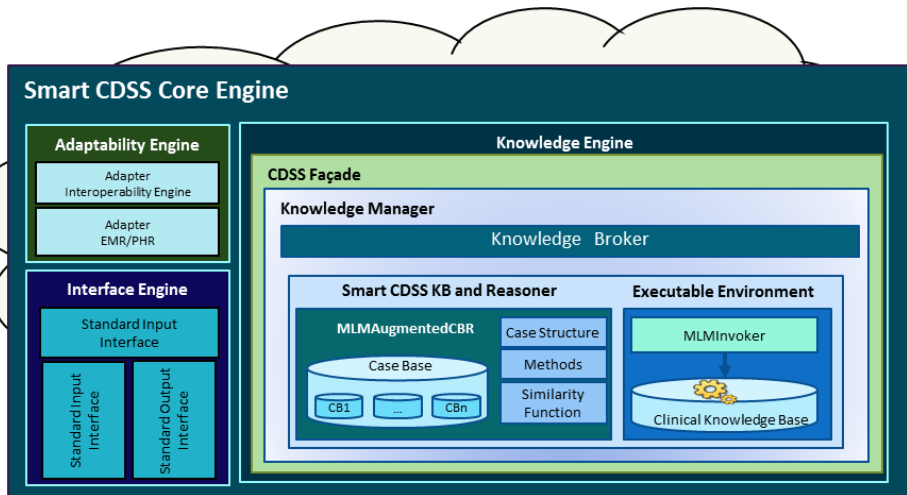 Smart CDSS Core Engine
Adaptability Engine
Adapter
Interoperability Engine
Adapter
EMR/PHR
Interface Engine
Standard Input
Interface
Standard Input
Interface
Standard Output
Interface
Knowledge Engine
CDSS Façade
Knowledge Manager
Knowledge Broker
Smart CDSS KB and Reasoner
MLMAugmentedCBR
Case Base
CB1
...
CBn
Case Structure
Methods
Similarity
Function
Executable Environment
MLMInvoker
Clinical Knowledge Base